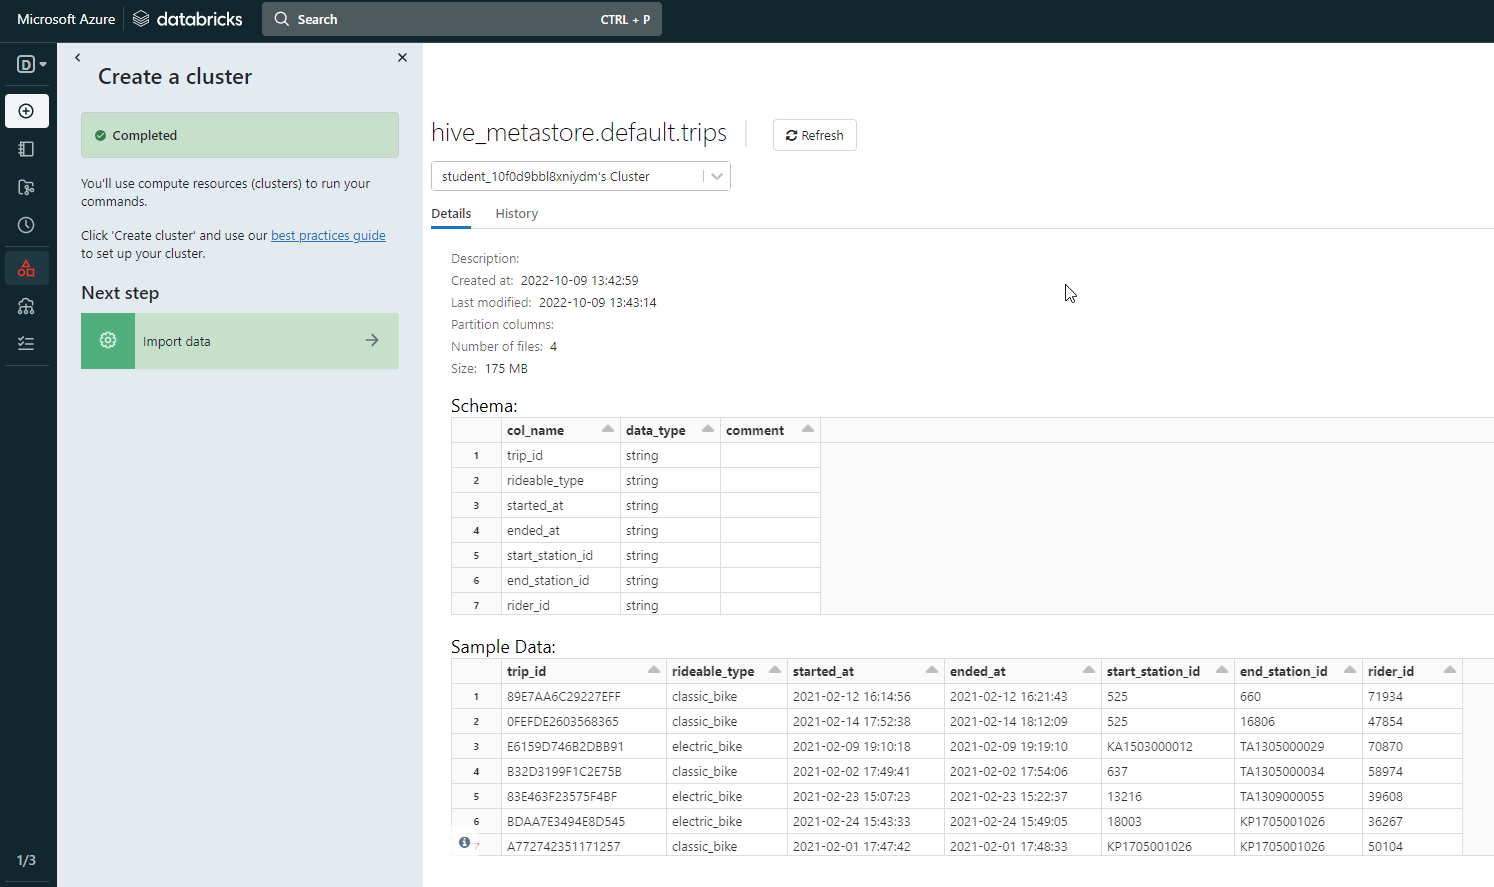 Microsoft Azure databricks Search CTRL + P
D
Create a cluster
Completed
You'll use compute resources (clusters) to run your
commands.
Click 'Create cluster' and use our best practices guide
to set up your cluster.
Next step
Import data
1/3
hive_metastore.default.trips Refresh
student_10f0d9bbl8xniydm's Cluster
Details History
Description:
Created at: 2022-10-09 13:42:59
Last modified: 2022-10-09 13:43:14
Partition columns:
Number of files: 4
Size: 175 MB
Schema:
col_name data_type comment
1 trip_id string
2 rideable_type string
3 started_at string
4 ended_at string
5 start_station_id string
6 end_station_id string
7 rider_id string
Sample Data:
trip_id rideable_type started_at ended_at start_station_id end_station_id rider_id
1 89E7AA6C29227EFF classic_bike 2021-02-12 16:14:56 2021-02-12 16:21:43 525 660 71934
2 0FEFDE2603568365 classic_bike 2021-02-14 17:52:38 2021-02-14 18:12:09 525 16806 47854
3 E6159D746B2DBB91 electric_bike 2021-02-09 19:10:18 2021-02-09 19:19:10 KA1503000012 TA1305000029 70870
4 B32D3199F1C2E75B classic_bike 2021-02-02 17:49:41 2021-02-02 17:54:06 637 TA1305000034 58974
5 83E463F23575F4BF electric_bike 2021-02-23 15:07:23 2021-02-23 15:22:37 13216 TA1309000055 39608
6 BDAA7E3494E8D545 electric_bike 2021-02-24 15:43:33 2021-02-24 15:49:05 18003 KP1705001026 36267
7 A772742351171257 classic_bike 2021-02-01 17:47:42 2021-02-01 17:48:33 KP1705001026 KP1705001026 50104